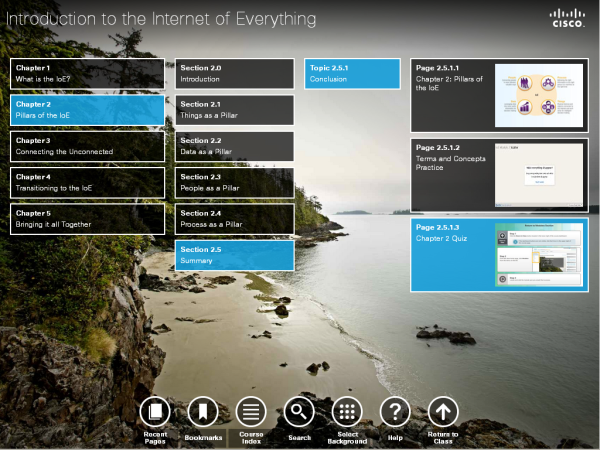 Introduction to the Internet of Everything
CISCO
Chapter 1
What is the IoE?
Chapter 2
Pillars of the IoE
Chapter 3
Connecting the Unconnected
Chapter 4
Transitioning to the IoE
Chapter 5
Bringing it all Together
Section 2.0
Introduction
Section 2.1
Things as a Pillar
Section 2.2
Data as a Pillar
Section 2.3
People as a Pillar
Section 2.4
Process as a Pillar
Section 2.5
Summary
Topic 2.5.1
Conclusion
Page 2.5.1.1
Chapter 2: Pillars of
the IoE
Page 2.5.1.2
Terms and Concepts
Practice
Page 2.5.1.3
Chapter 2 Quiz
Recent
Pages
Bookmarks
Course
Index
Search
Select
Background
Help
Return to
Class